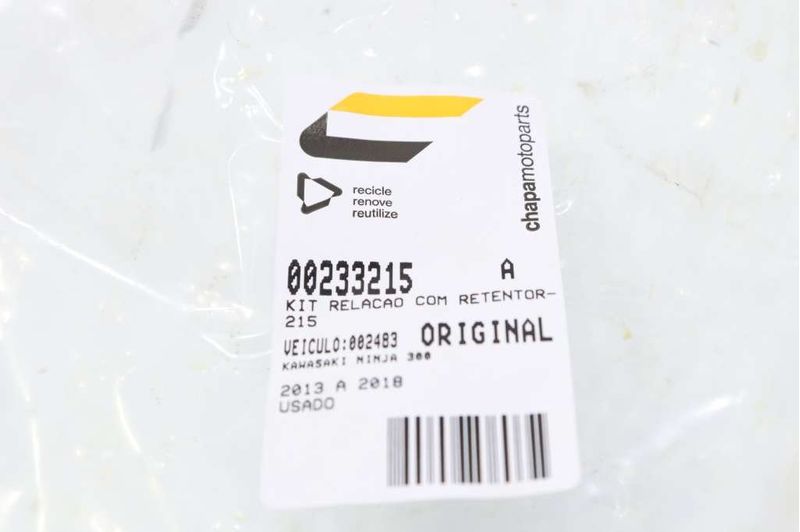 recicle
renove
reutilize
chapamotoparts
00233215 A
KIT RELACAO COM RETENTOR-
215
VEICULO:002483 ORIGINAL
KAWASAKI NINJA 300
2013 A 2018
USADO